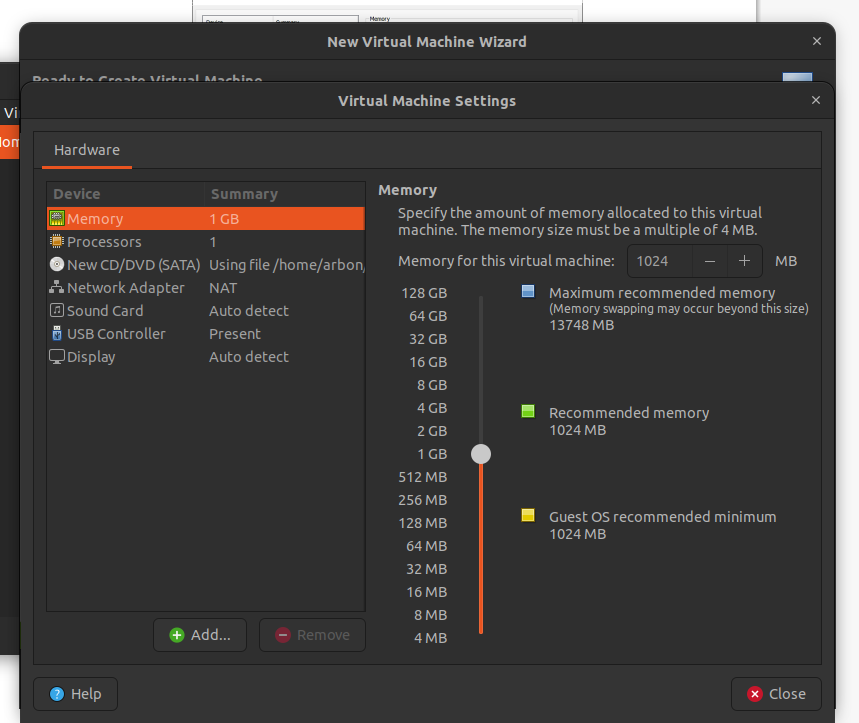 Device Summary Memory
New Virtual Machine Wizard
Ready to Create Virtual Machine
Virtual Machine Settings
Vi
Hardware
Device Summary
Memory 1 GB
Processors 1
New CD/DVD (SATA) Using file /home/arbon,
Network Adapter NAT
Sound Card Auto detect
USB Controller Present
Display Auto detect
Add...
Remove
Memory
Specify the amount of memory allocated to this virtual
machine. The memory size must be a multiple of 4 MB.
Memory for this virtual machine: 1024 − + MB
128 GB
64 GB
32 GB
16 GB
8 GB
4 GB
2 GB
1 GB
512 MB
256 MB
128 MB
64 MB
32 MB
16 MB
8 MB
4 MB
Maximum recommended memory
(Memory swapping may occur beyond this size)
13748 MB
Recommended memory
1024 MB
Guest OS recommended minimum
1024 MB
Help
Close